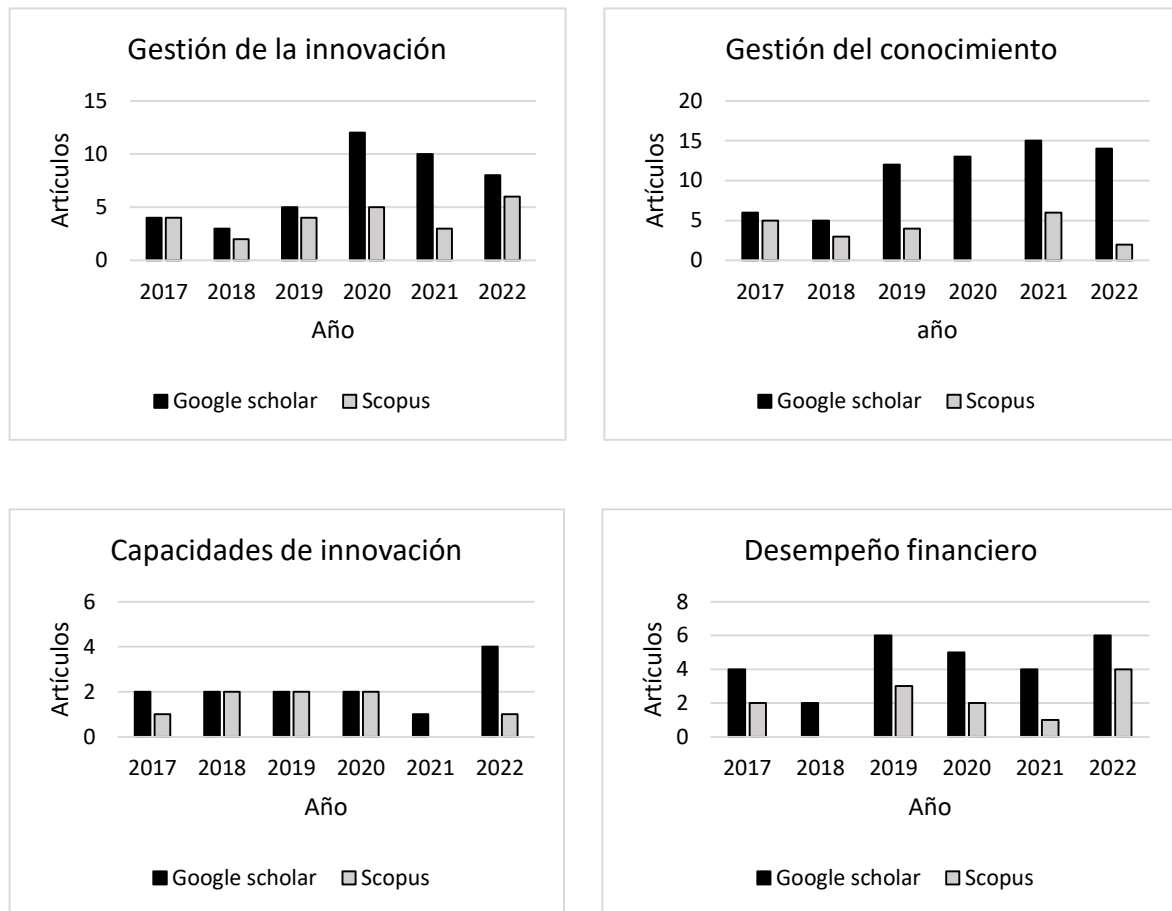 Gestión de la innovación
15
10
5
0
Artículos
2017 2018 2019 2020 2021 2022
Año
Google scholar Scopus
Gestión del conocimiento
20
15
10
5
0
Artículos
2017 2018 2019 2020 2021 2022
año
Google scholar Scopus
Capacidades de innovación
6
4
2
0
Artículos
2017 2018 2019 2020 2021 2022
Año
Google scholar Scopus
Desempeño financiero
8
6
4
2
0
Artículos
2017 2018 2019 2020 2021 2022
Año
Google scholar Scopus